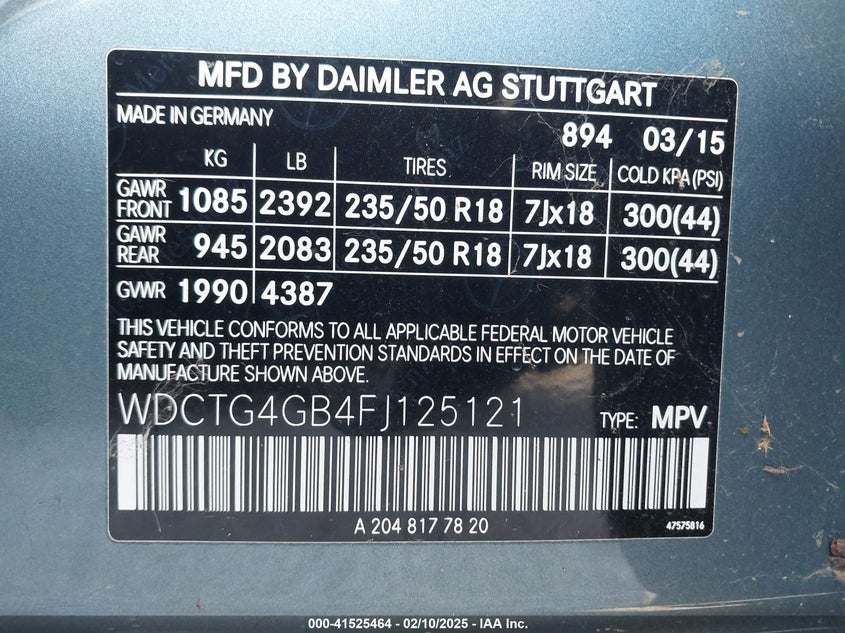 MFD BY DAIMLER AG STUTTGART
MADE IN GERMANY 894 03/15
KG LB TIRES RIM SIZE COLD KPA (PSI)
GAWR FRONT 1085 2392 235/50 R18 7Jx18 300(44)
GAWR REAR 945 2083 235/50 R18 7Jx18 300(44)
GVWR 1990 4387
THIS VEHICLE CONFORMS TO ALL APPLICABLE FEDERAL MOTOR VEHICLE
SAFETY AND THEFT PREVENTION STANDARDS IN EFFECT ON THE DATE OF
MANUFACTURE SHOWN ABOVE.
WDCTG4GB4FJ125121 TYPE: MPV
A 204 817 78 20 47575816
000-41525464 - 02/10/2025 - IAA Inc.